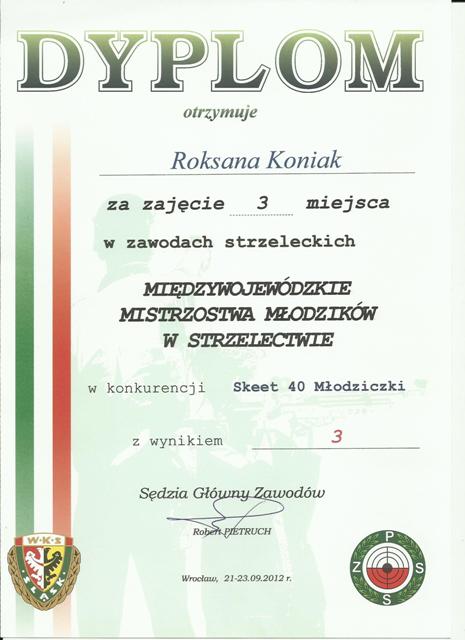 DYPLOM
otrzymuje
Roksana Koniak
za zajęcie 3 miejsca
w zawodach strzeleckich
MIĘDZYWOJEWÓDZKIE
MISTRZOSTWA MŁODZIKÓW
W STRZELECTWIE
w konkurencji Skeet 40 Młodziczki
z wynikiem 3
Sędzia Główny Zawodów
Robert PIETRUCH
W·K·S
ŚLĄSK
P
Z S
S
Wrocław, 21-23.09.2012 r.